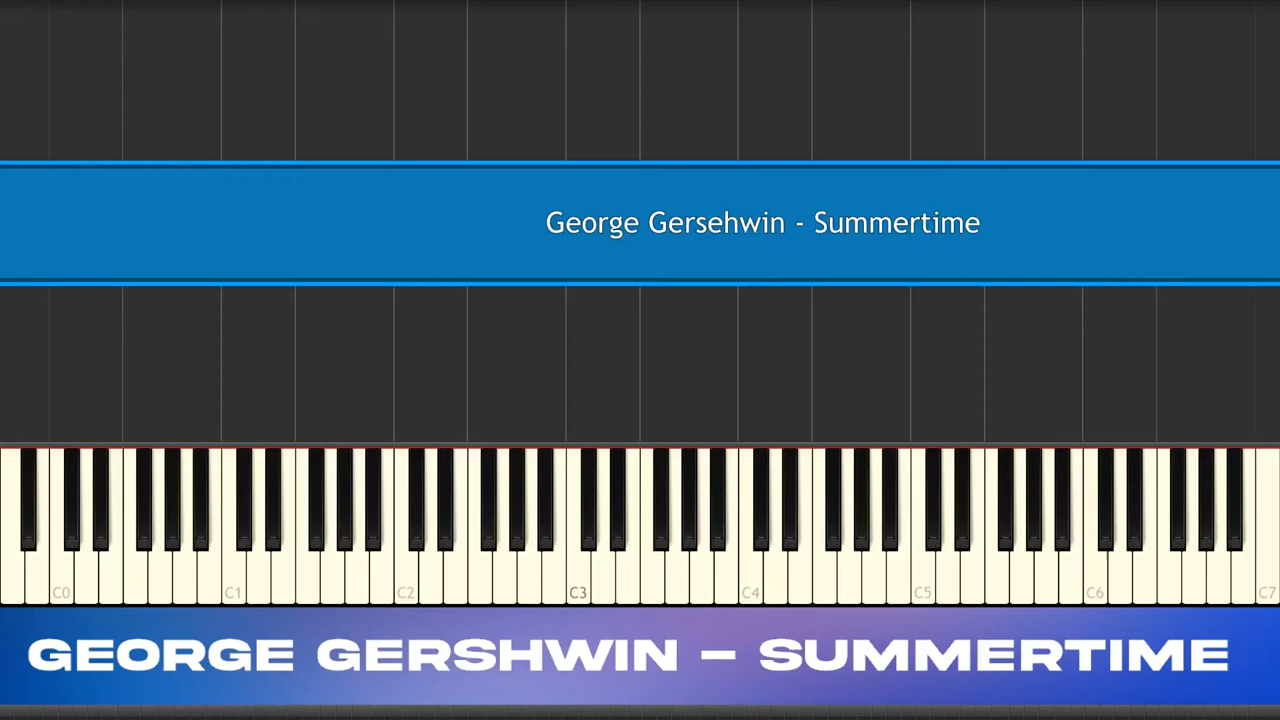 George Gersehwin - Summertime
C0 C1 C2 C3 C4 C5 C6 C7
GEORGE GERSHWIN – SUMMERTIME